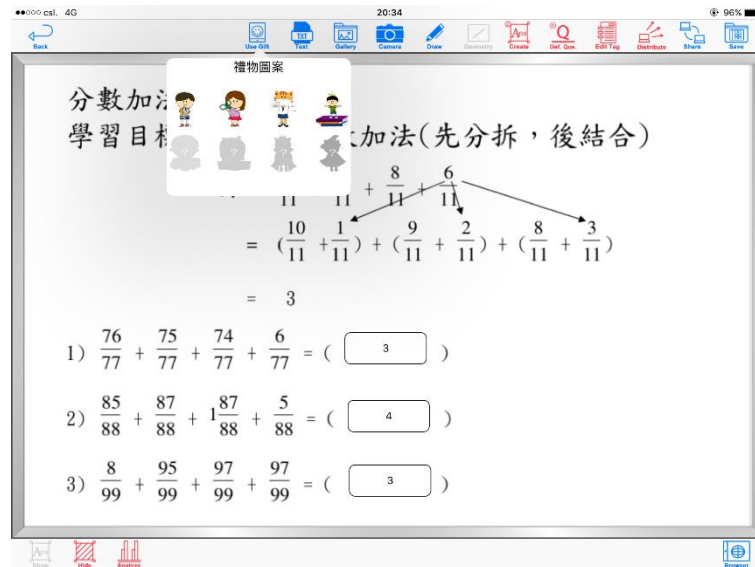 csl. 4G 20:34 96%
Back Use Gift Text Gallery Camera Draw Geometry Create Def. Que. Edit Tag Distribute Share Save
禮物圖案
分數加法
學習目標 數加法(先分拆，後結合)
11 11 + 8/11 + 6/11
= (10/11 + 1/11) + (9/11 + 2/11) + (8/11 + 3/11)
= 3
1) 76/77 + 75/77 + 74/77 + 6/77 = ( 3 )
2) 85/88 + 87/88 + 1 87/88 + 5/88 = ( 4 )
3) 8/99 + 95/99 + 97/99 + 97/99 = ( 3 )
Show Hide Analyze Browser